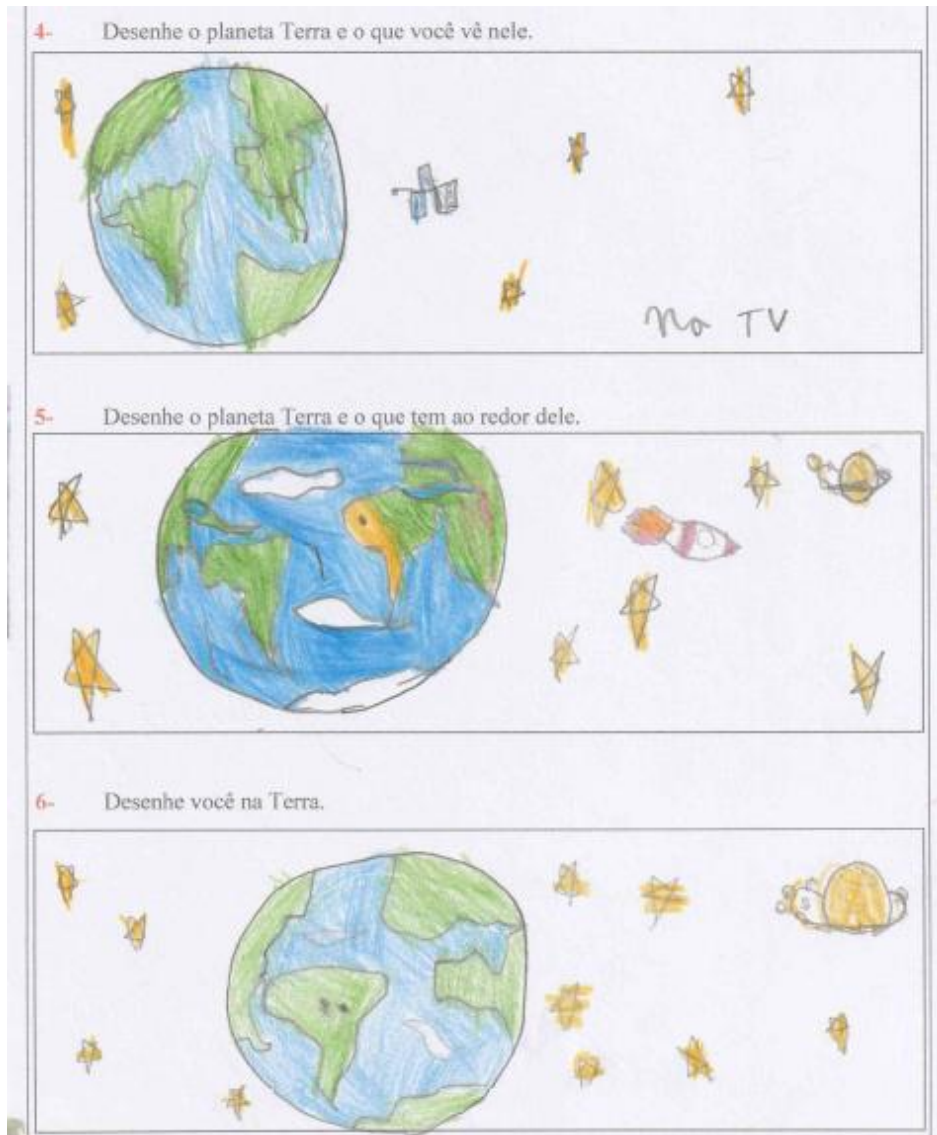 4- Desenhe o planeta Terra e o que você vê nele.
na TV
5- Desenhe o planeta Terra e o que tem ao redor dele.
6- Desenhe você na Terra.